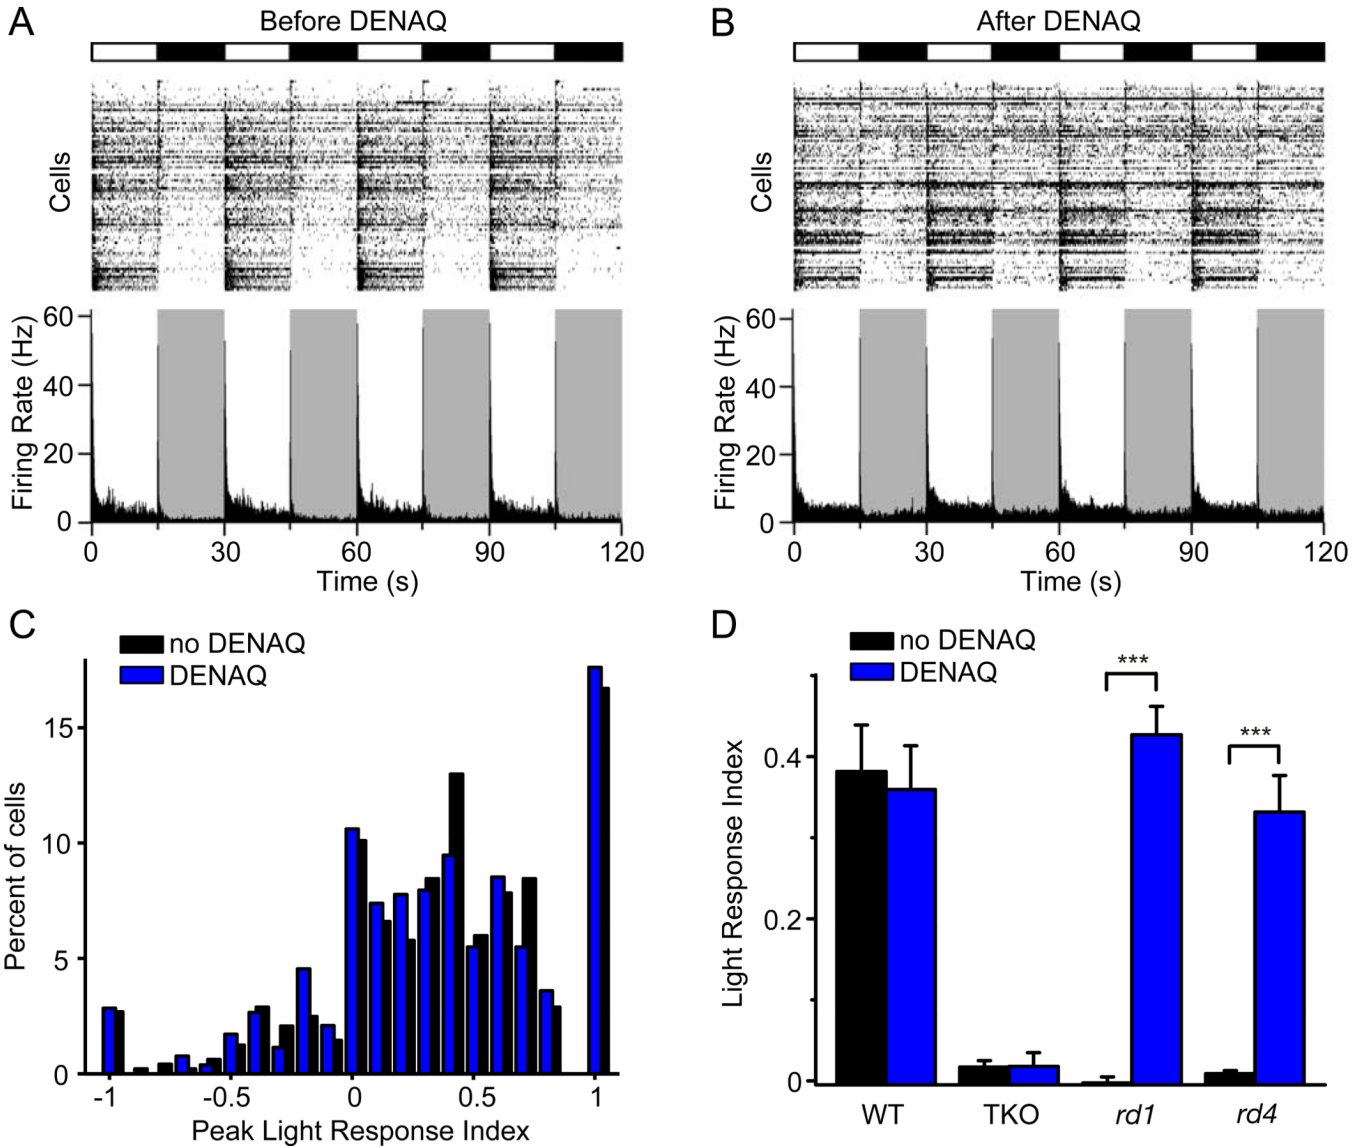 A
Before DENAQ
Cells
Firing Rate (Hz)
60
40
20
0
0 30 60 90 120
Time (s)
B
After DENAQ
Cells
Firing Rate (Hz)
60
40
20
0
0 30 60 90 120
Time (s)
C
no DENAQ
DENAQ
Percent of cells
15
10
5
0
-1 -0.5 0 0.5 1
Peak Light Response Index
D
no DENAQ
DENAQ
***
***
Light Response Index
0.4
0.2
0
WT TKO rd1 rd4